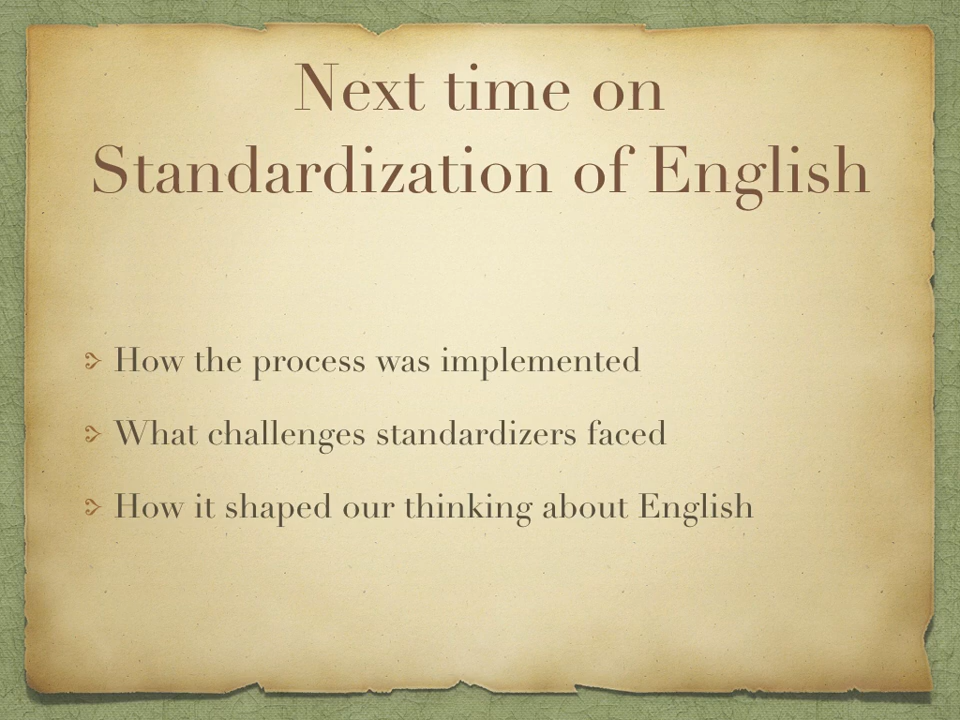 Next time on
Standardization of English
How the process was implemented
What challenges standardizers faced
How it shaped our thinking about English